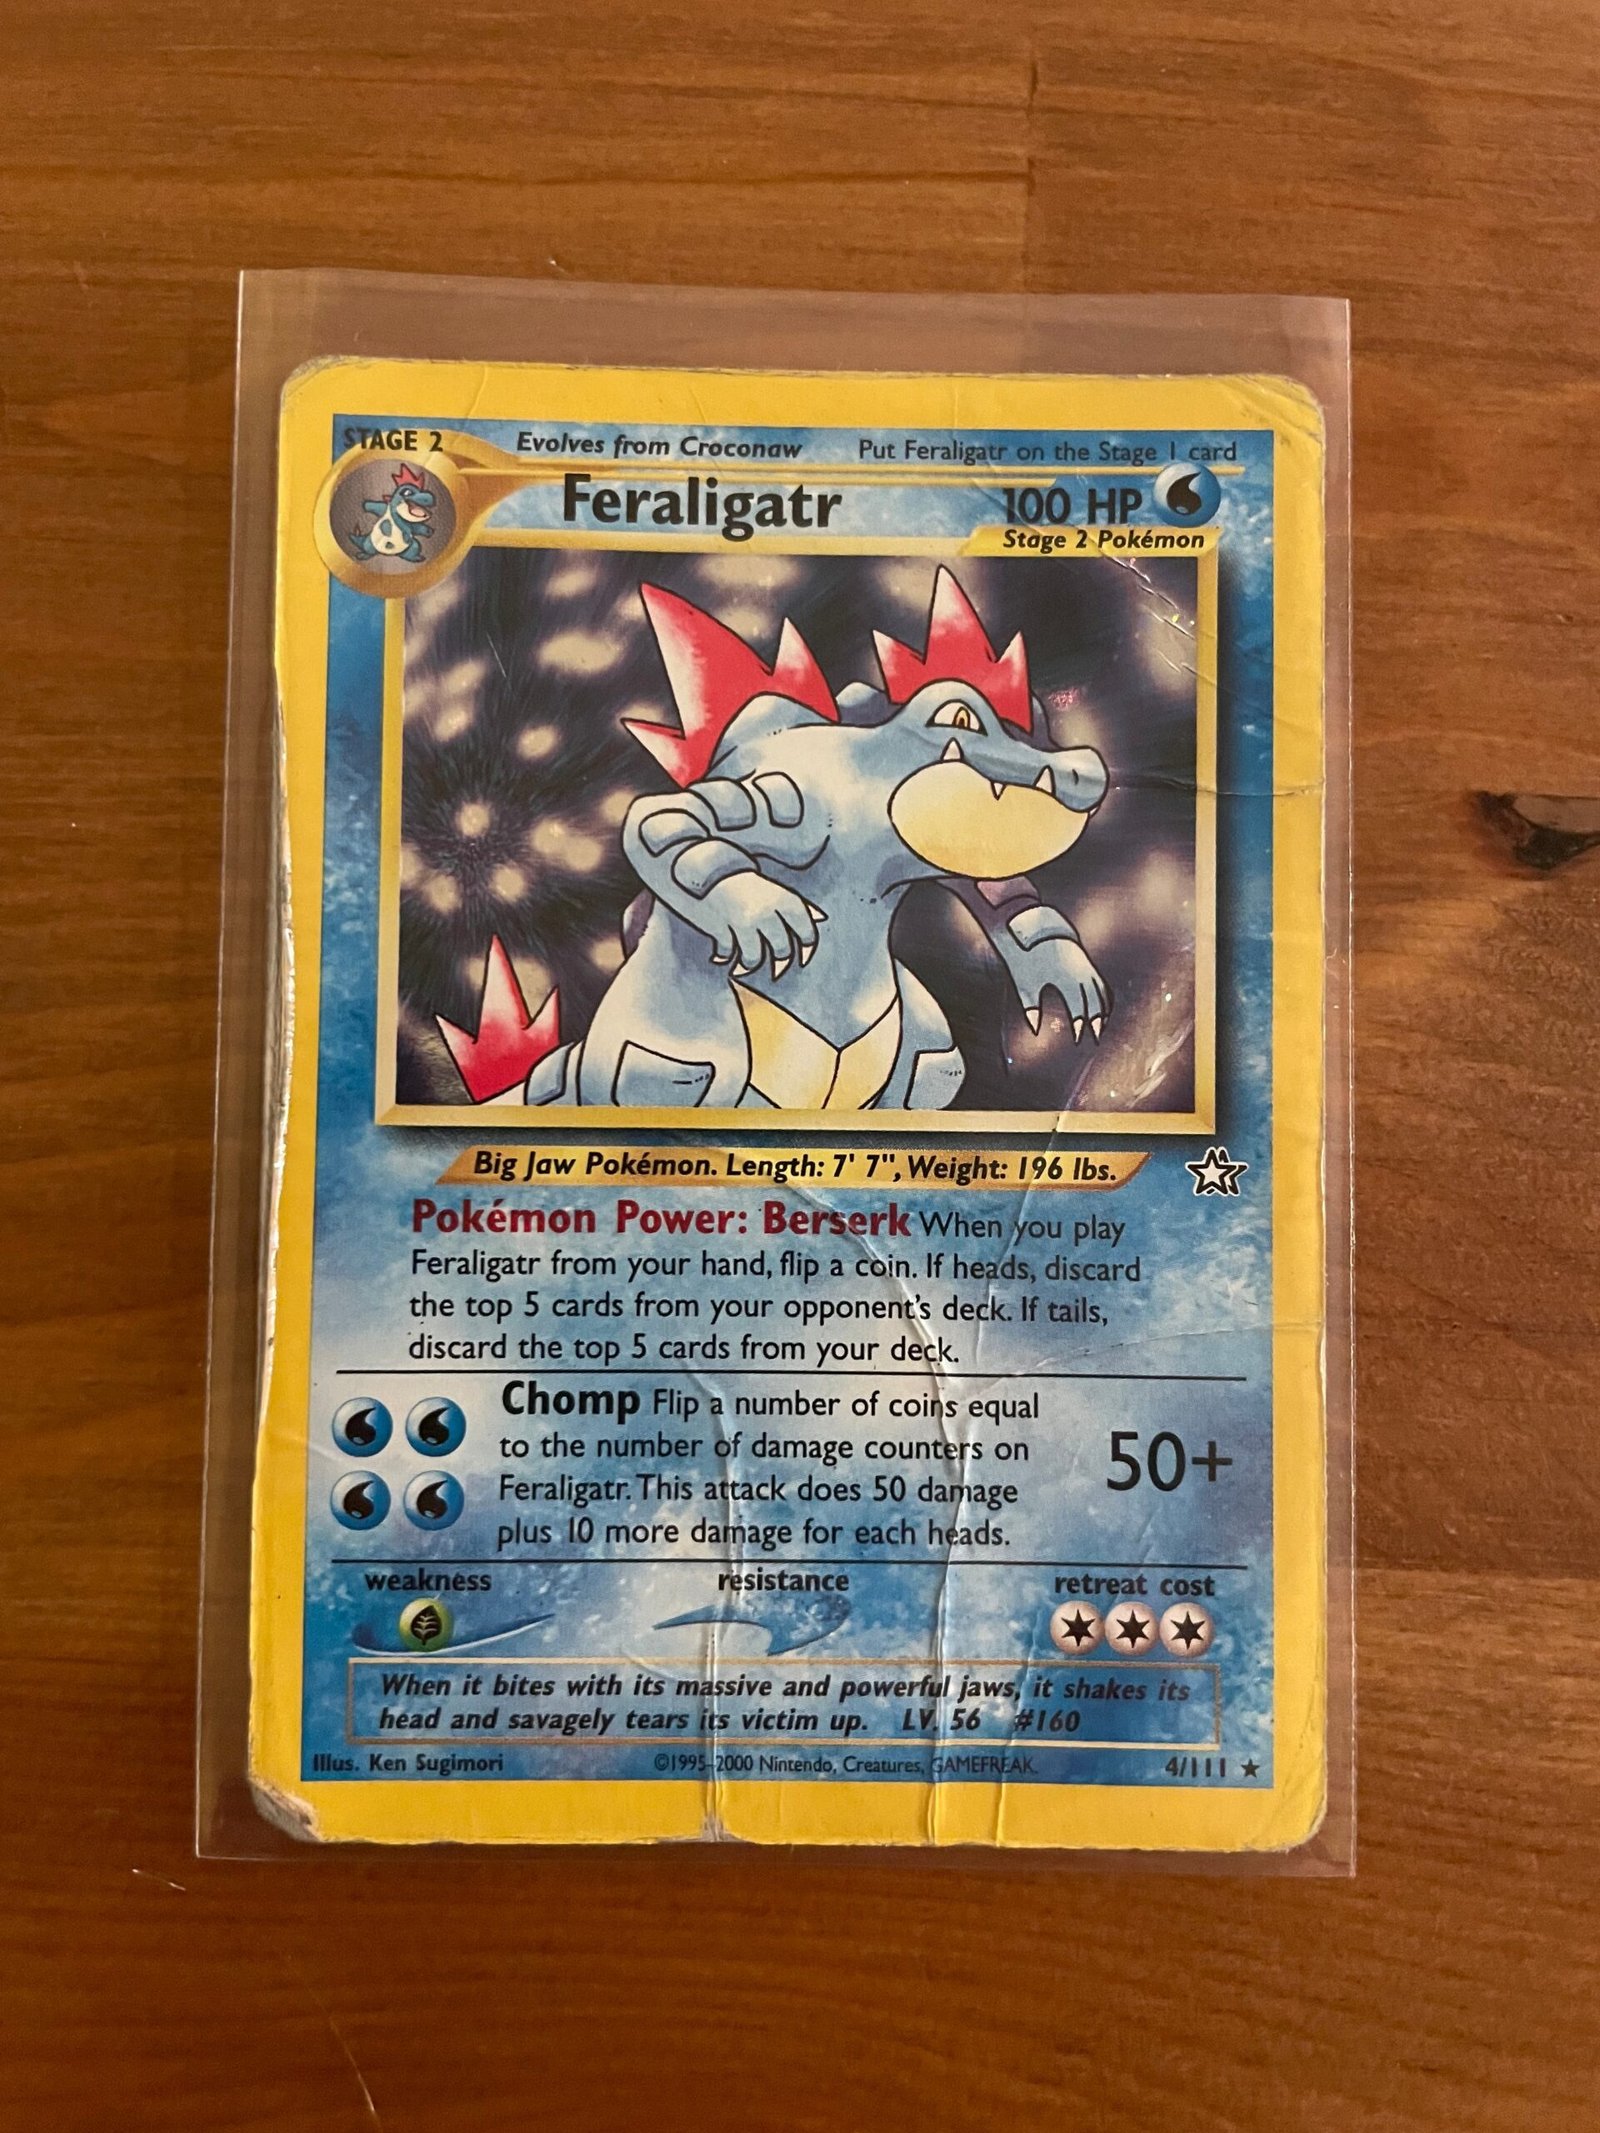 STAGE 2 Evolves from Croconaw Put Feraligatr on the Stage 1 card
Feraligatr 100 HP
Stage 2 Pokémon
Big Jaw Pokémon. Length: 7' 7", Weight: 196 lbs.
Pokémon Power: Berserk When you play
Feraligatr from your hand, flip a coin. If heads, discard
the top 5 cards from your opponent's deck. If tails,
discard the top 5 cards from your deck.
Chomp Flip a number of coins equal
to the number of damage counters on
Feraligatr. This attack does 50 damage
plus 10 more damage for each heads.
50+
weakness resistance retreat cost
When it bites with its massive and powerful jaws, it shakes its
head and savagely tears its victim up. LV. 56 #160
Illus. Ken Sugimori ©1995-2000 Nintendo, Creatures, GAMEFREAK. 4/111 ★